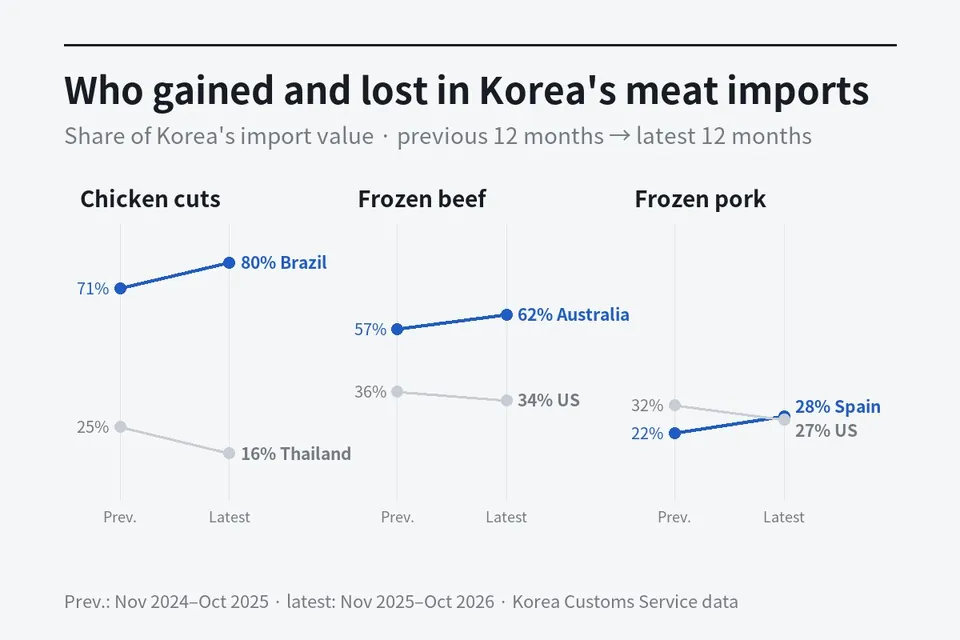 Who gained and lost in Korea's meat imports
Share of Korea's import value · previous 12 months → latest 12 months
Chicken cuts
71%
80% Brazil
25%
16% Thailand
Prev.
Latest
Frozen beef
57%
62% Australia
36%
34% US
Prev.
Latest
Frozen pork
32%
22%
28% Spain
27% US
Prev.
Latest
Prev.: Nov 2024–Oct 2025 · latest: Nov 2025–Oct 2026 · Korea Customs Service data